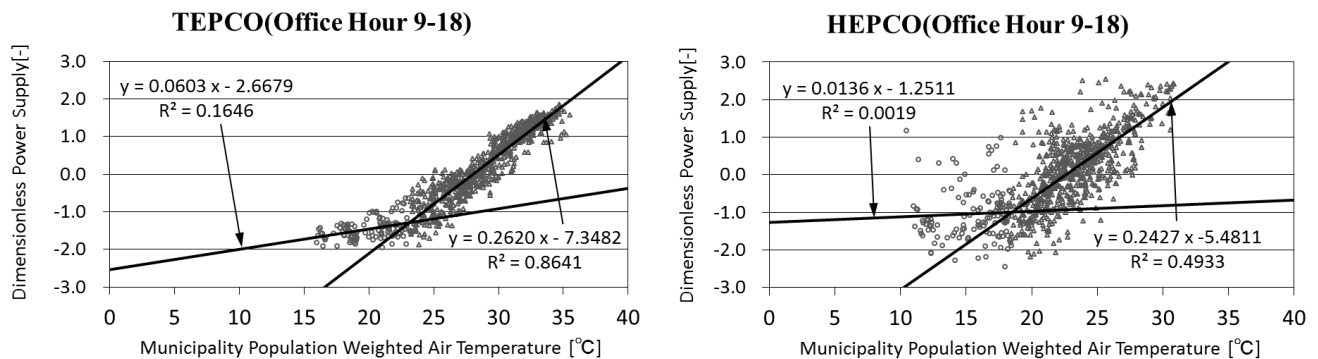 TEPCO(Office Hour 9-18)
Dimensionless Power Supply[-]
3.0
2.0
1.0
0.0
-1.0
-2.0
-3.0
y = 0.0603 x - 2.6679
R² = 0.1646
y = 0.2620 x - 7.3482
R² = 0.8641
0 5 10 15 20 25 30 35 40
Municipality Population Weighted Air Temperature [℃]
HEPCO(Office Hour 9-18)
Dimensionless Power Supply[-]
3.0
2.0
1.0
0.0
-1.0
-2.0
-3.0
y = 0.0136 x - 1.2511
R² = 0.0019
y = 0.2427 x -5.4811
R² = 0.4933
0 5 10 15 20 25 30 35 40
Municipality Population Weighted Air Temperature [℃]